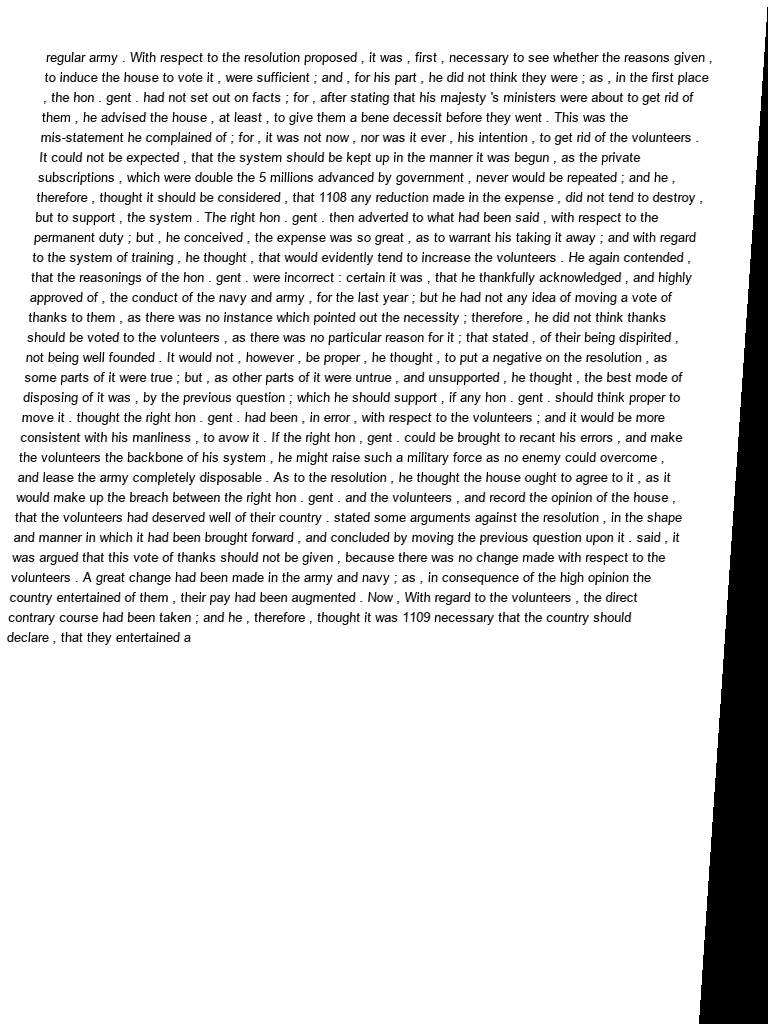 regular army . With respect to the resolution proposed , it was , first , necessary to see whether the reasons given ,
to induce the house to vote it , were sufficient ; and , for his part , he did not think they were ; as , in the first place
, the hon . gent . had not set out on facts ; for , after stating that his majesty 's ministers were about to get rid of
them , he advised the house , at least , to give them a bene decessit before they went . This was the
mis-statement he complained of ; for , it was not now , nor was it ever , his intention , to get rid of the volunteers .
It could not be expected , that the system should be kept up in the manner it was begun , as the private
subscriptions , which were double the 5 millions advanced by government , never would be repeated ; and he ,
therefore , thought it should be considered , that 1108 any reduction made in the expense , did not tend to destroy ,
but to support , the system . The right hon . gent . then adverted to what had been said , with respect to the
permanent duty ; but , he conceived , the expense was so great , as to warrant his taking it away ; and with regard
to the system of training , he thought , that would evidently tend to increase the volunteers . He again contended ,
that the reasonings of the hon . gent . were incorrect : certain it was , that he thankfully acknowledged , and highly
approved of , the conduct of the navy and army , for the last year ; but he had not any idea of moving a vote of
thanks to them , as there was no instance which pointed out the necessity ; therefore , he did not think thanks
should be voted to the volunteers , as there was no particular reason for it ; that stated , of their being dispirited ,
not being well founded . It would not , however , be proper , he thought , to put a negative on the resolution , as
some parts of it were true ; but , as other parts of it were untrue , and unsupported , he thought , the best mode of
disposing of it was , by the previous question ; which he should support , if any hon . gent . should think proper to
move it . thought the right hon . gent . had been , in error , with respect to the volunteers ; and it would be more
consistent with his manliness , to avow it . If the right hon , gent . could be brought to recant his errors , and make
the volunteers the backbone of his system , he might raise such a military force as no enemy could overcome ,
and lease the army completely disposable . As to the resolution , he thought the house ought to agree to it , as it
would make up the breach between the right hon . gent . and the volunteers , and record the opinion of the house ,
that the volunteers had deserved well of their country . stated some arguments against the resolution , in the shape
and manner in which it had been brought forward , and concluded by moving the previous question upon it . said , it
was argued that this vote of thanks should not be given , because there was no change made with respect to the
volunteers . A great change had been made in the army and navy ; as , in consequence of the high opinion the
country entertained of them , their pay had been augmented . Now , With regard to the volunteers , the direct
contrary course had been taken ; and he , therefore , thought it was 1109 necessary that the country should
declare , that they entertained a